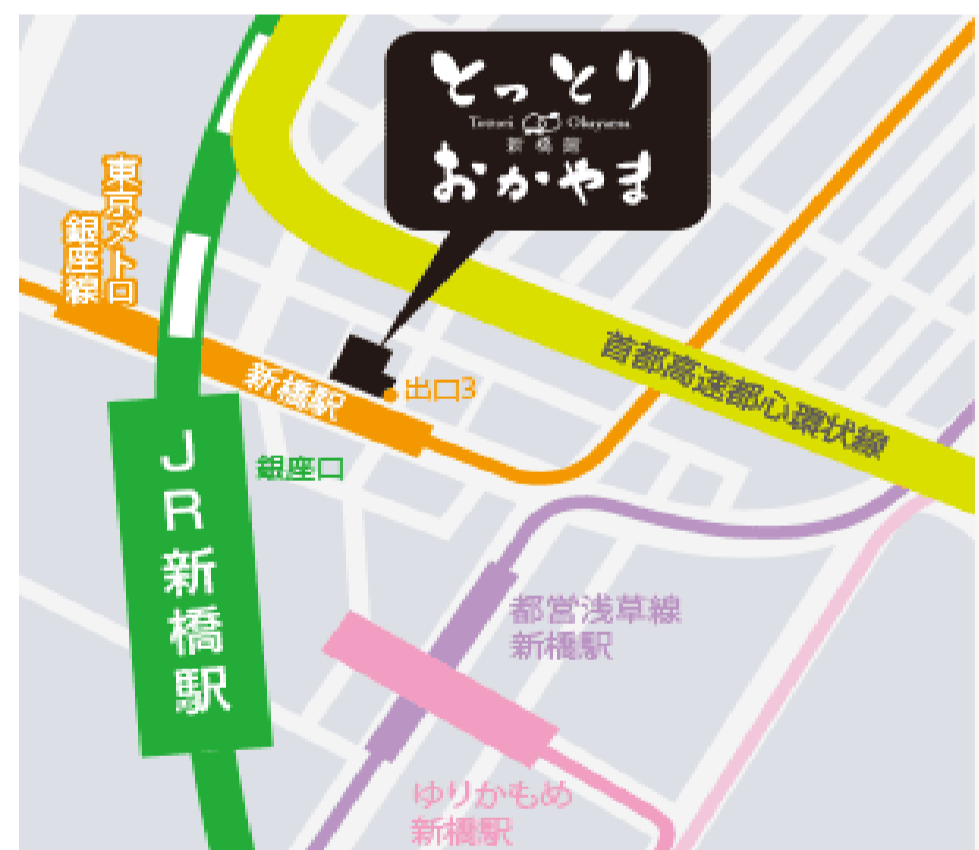 とっとり
Tottori Okayama
新橋館
おかやま
東京メトロ
銀座線
新橋駅
出口3
首都高速都心環状線
銀座口
JR新橋駅
都営浅草線
新橋駅
ゆりかもめ
新橋駅